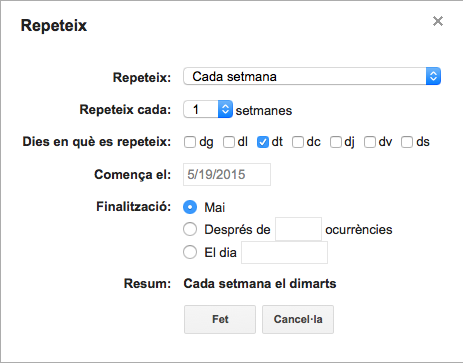 Repeteix
Repeteix: Cada setmana
Repeteix cada: 1 setmanes
Dies en què es repeteix: dg dl dt dc dj dv ds
Comença el: 5/19/2015
Finalització: Mai
Després de ocurrències
El dia
Resum: Cada setmana el dimarts
Fet Cancel·la